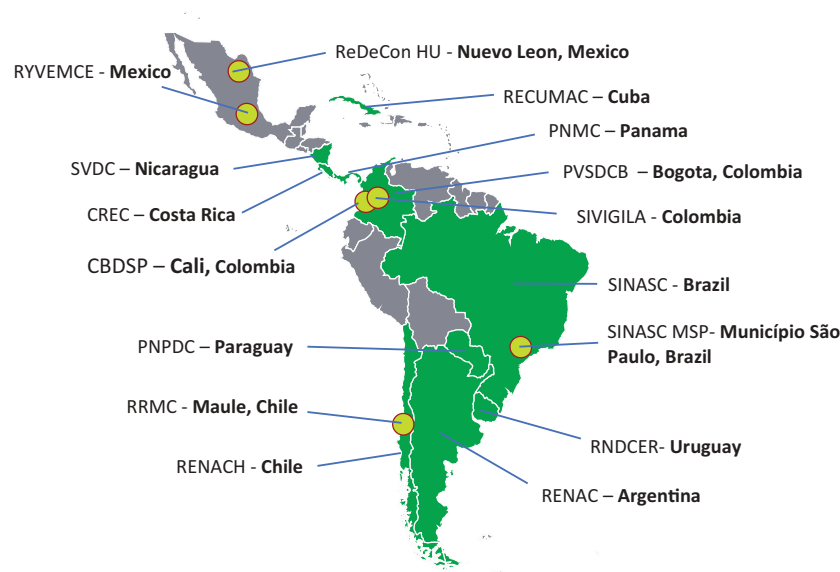 ReDeCon HU - Nuevo Leon, Mexico
RYVEMCE - Mexico
RECUMAC – Cuba
PNMC – Panama
SVDC – Nicaragua
PVSDCB – Bogota, Colombia
CREC – Costa Rica
SIVIGILA - Colombia
CBDSP – Cali, Colombia
SINASC - Brazil
SINASC MSP- Município São
Paulo, Brazil
PNPDC – Paraguay
RRMC - Maule, Chile
RNDCER- Uruguay
RENACH - Chile
RENAC – Argentina